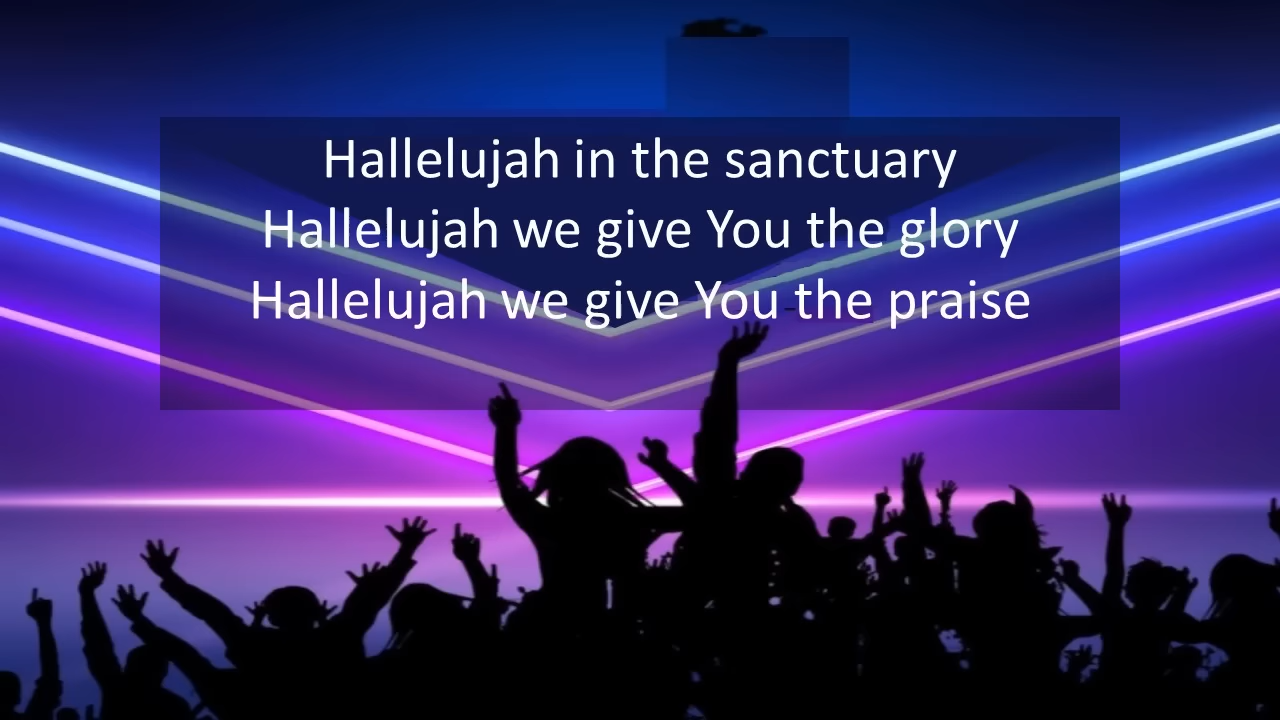 Hallelujah in the sanctuary
Hallelujah we give You the glory
Hallelujah we give You the praise